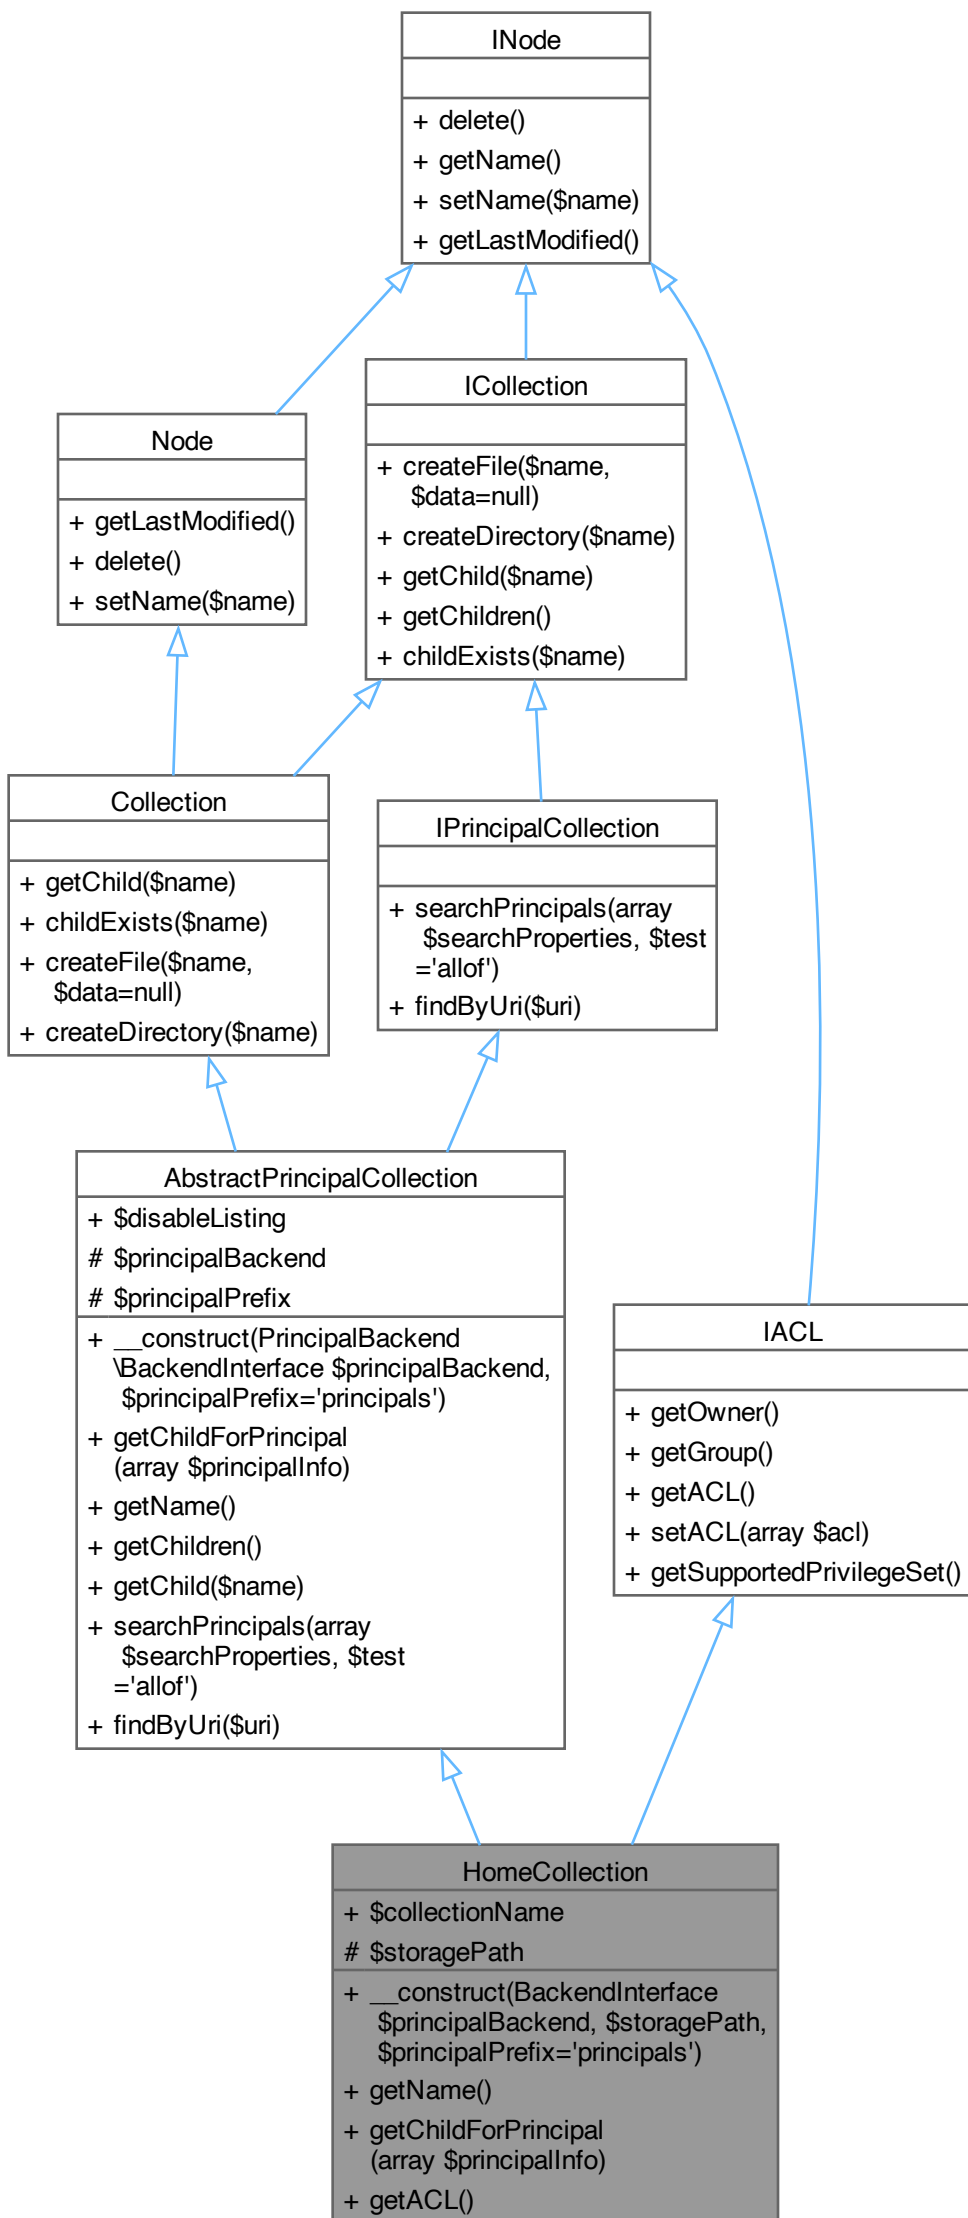 INode
+ delete()
+ getName()
+ setName($name)
+ getLastModified()
ICollection
+ createFile($name,
$data=null)
+ createDirectory($name)
+ getChild($name)
+ getChildren()
+ childExists($name)
Node
+ getLastModified()
+ delete()
+ setName($name)
Collection
+ getChild($name)
+ childExists($name)
+ createFile($name,
$data=null)
+ createDirectory($name)
IPrincipalCollection
+ searchPrincipals(array
$searchProperties, $test
='allof')
+ findByUri($uri)
AbstractPrincipalCollection
+ $disableListing
# $principalBackend
# $principalPrefix
+ __construct(PrincipalBackend
\BackendInterface $principalBackend,
$principalPrefix='principals')
+ getChildForPrincipal
(array $principalInfo)
+ getName()
+ getChildren()
+ getChild($name)
+ searchPrincipals(array
$searchProperties, $test
='allof')
+ findByUri($uri)
IACL
+ getOwner()
+ getGroup()
+ getACL()
+ setACL(array $acl)
+ getSupportedPrivilegeSet()
HomeCollection
+ $collectionName
# $storagePath
+ __construct(BackendInterface
$principalBackend, $storagePath,
$principalPrefix='principals')
+ getName()
+ getChildForPrincipal
(array $principalInfo)
+ getACL()